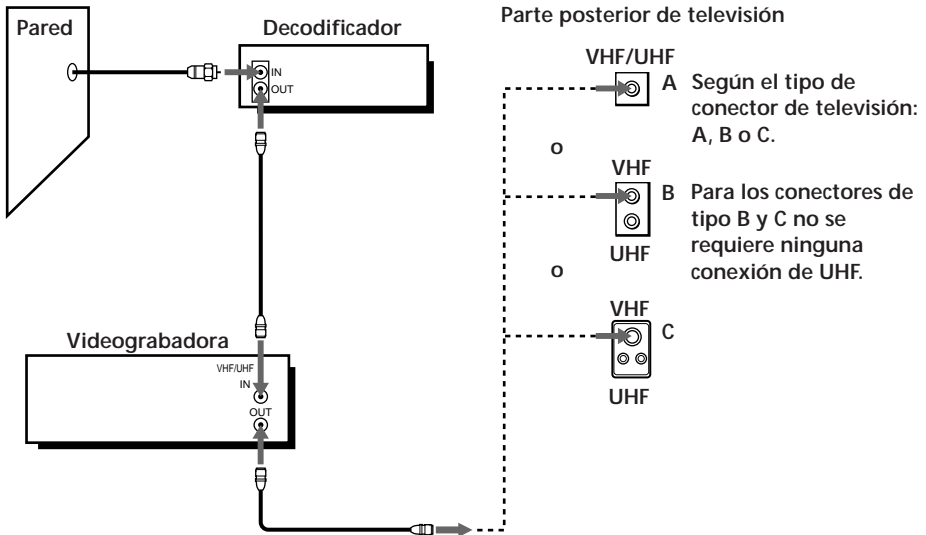 Parte posterior de televisión
Pared
Decodificador
IN
OUT
VHF/UHF
A Según el tipo de
conector de televisión:
A, B o C.
o
VHF
B Para los conectores de
tipo B y C no se
requiere ninguna
conexión de UHF.
UHF
o
VHF
C
UHF
Videograbadora
VHF/UHF
IN
OUT